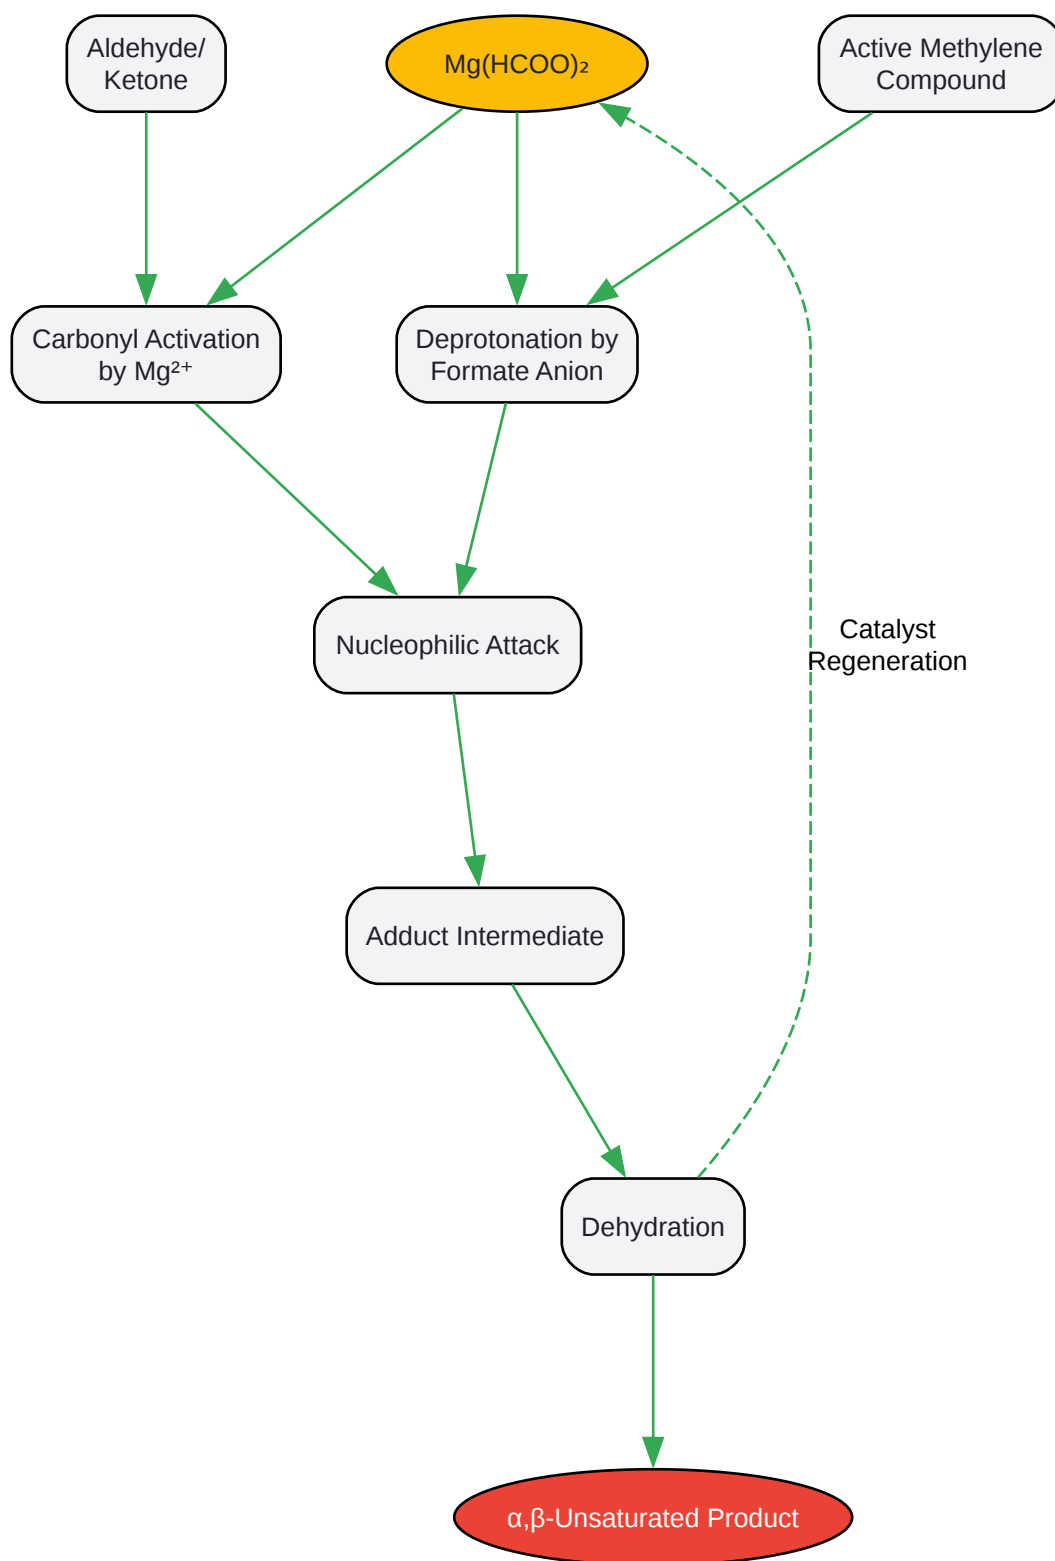 Aldehyde/
Ketone
Mg(HCOO)₂
Active Methylene
Compound
Carbonyl Activation
by Mg²⁺
Deprotonation by
Formate Anion
Nucleophilic Attack
Catalyst
Regeneration
Adduct Intermediate
Dehydration
α,β-Unsaturated Product